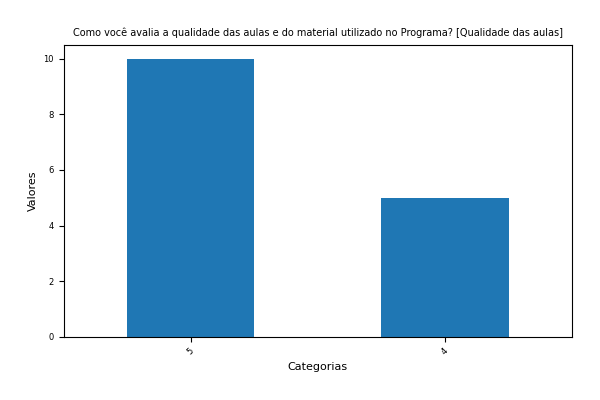 Como você avalia a qualidade das aulas e do material utilizado no Programa? [Qualidade das aulas]
10
8
6
4
2
0
Valores
5
4
Categorias